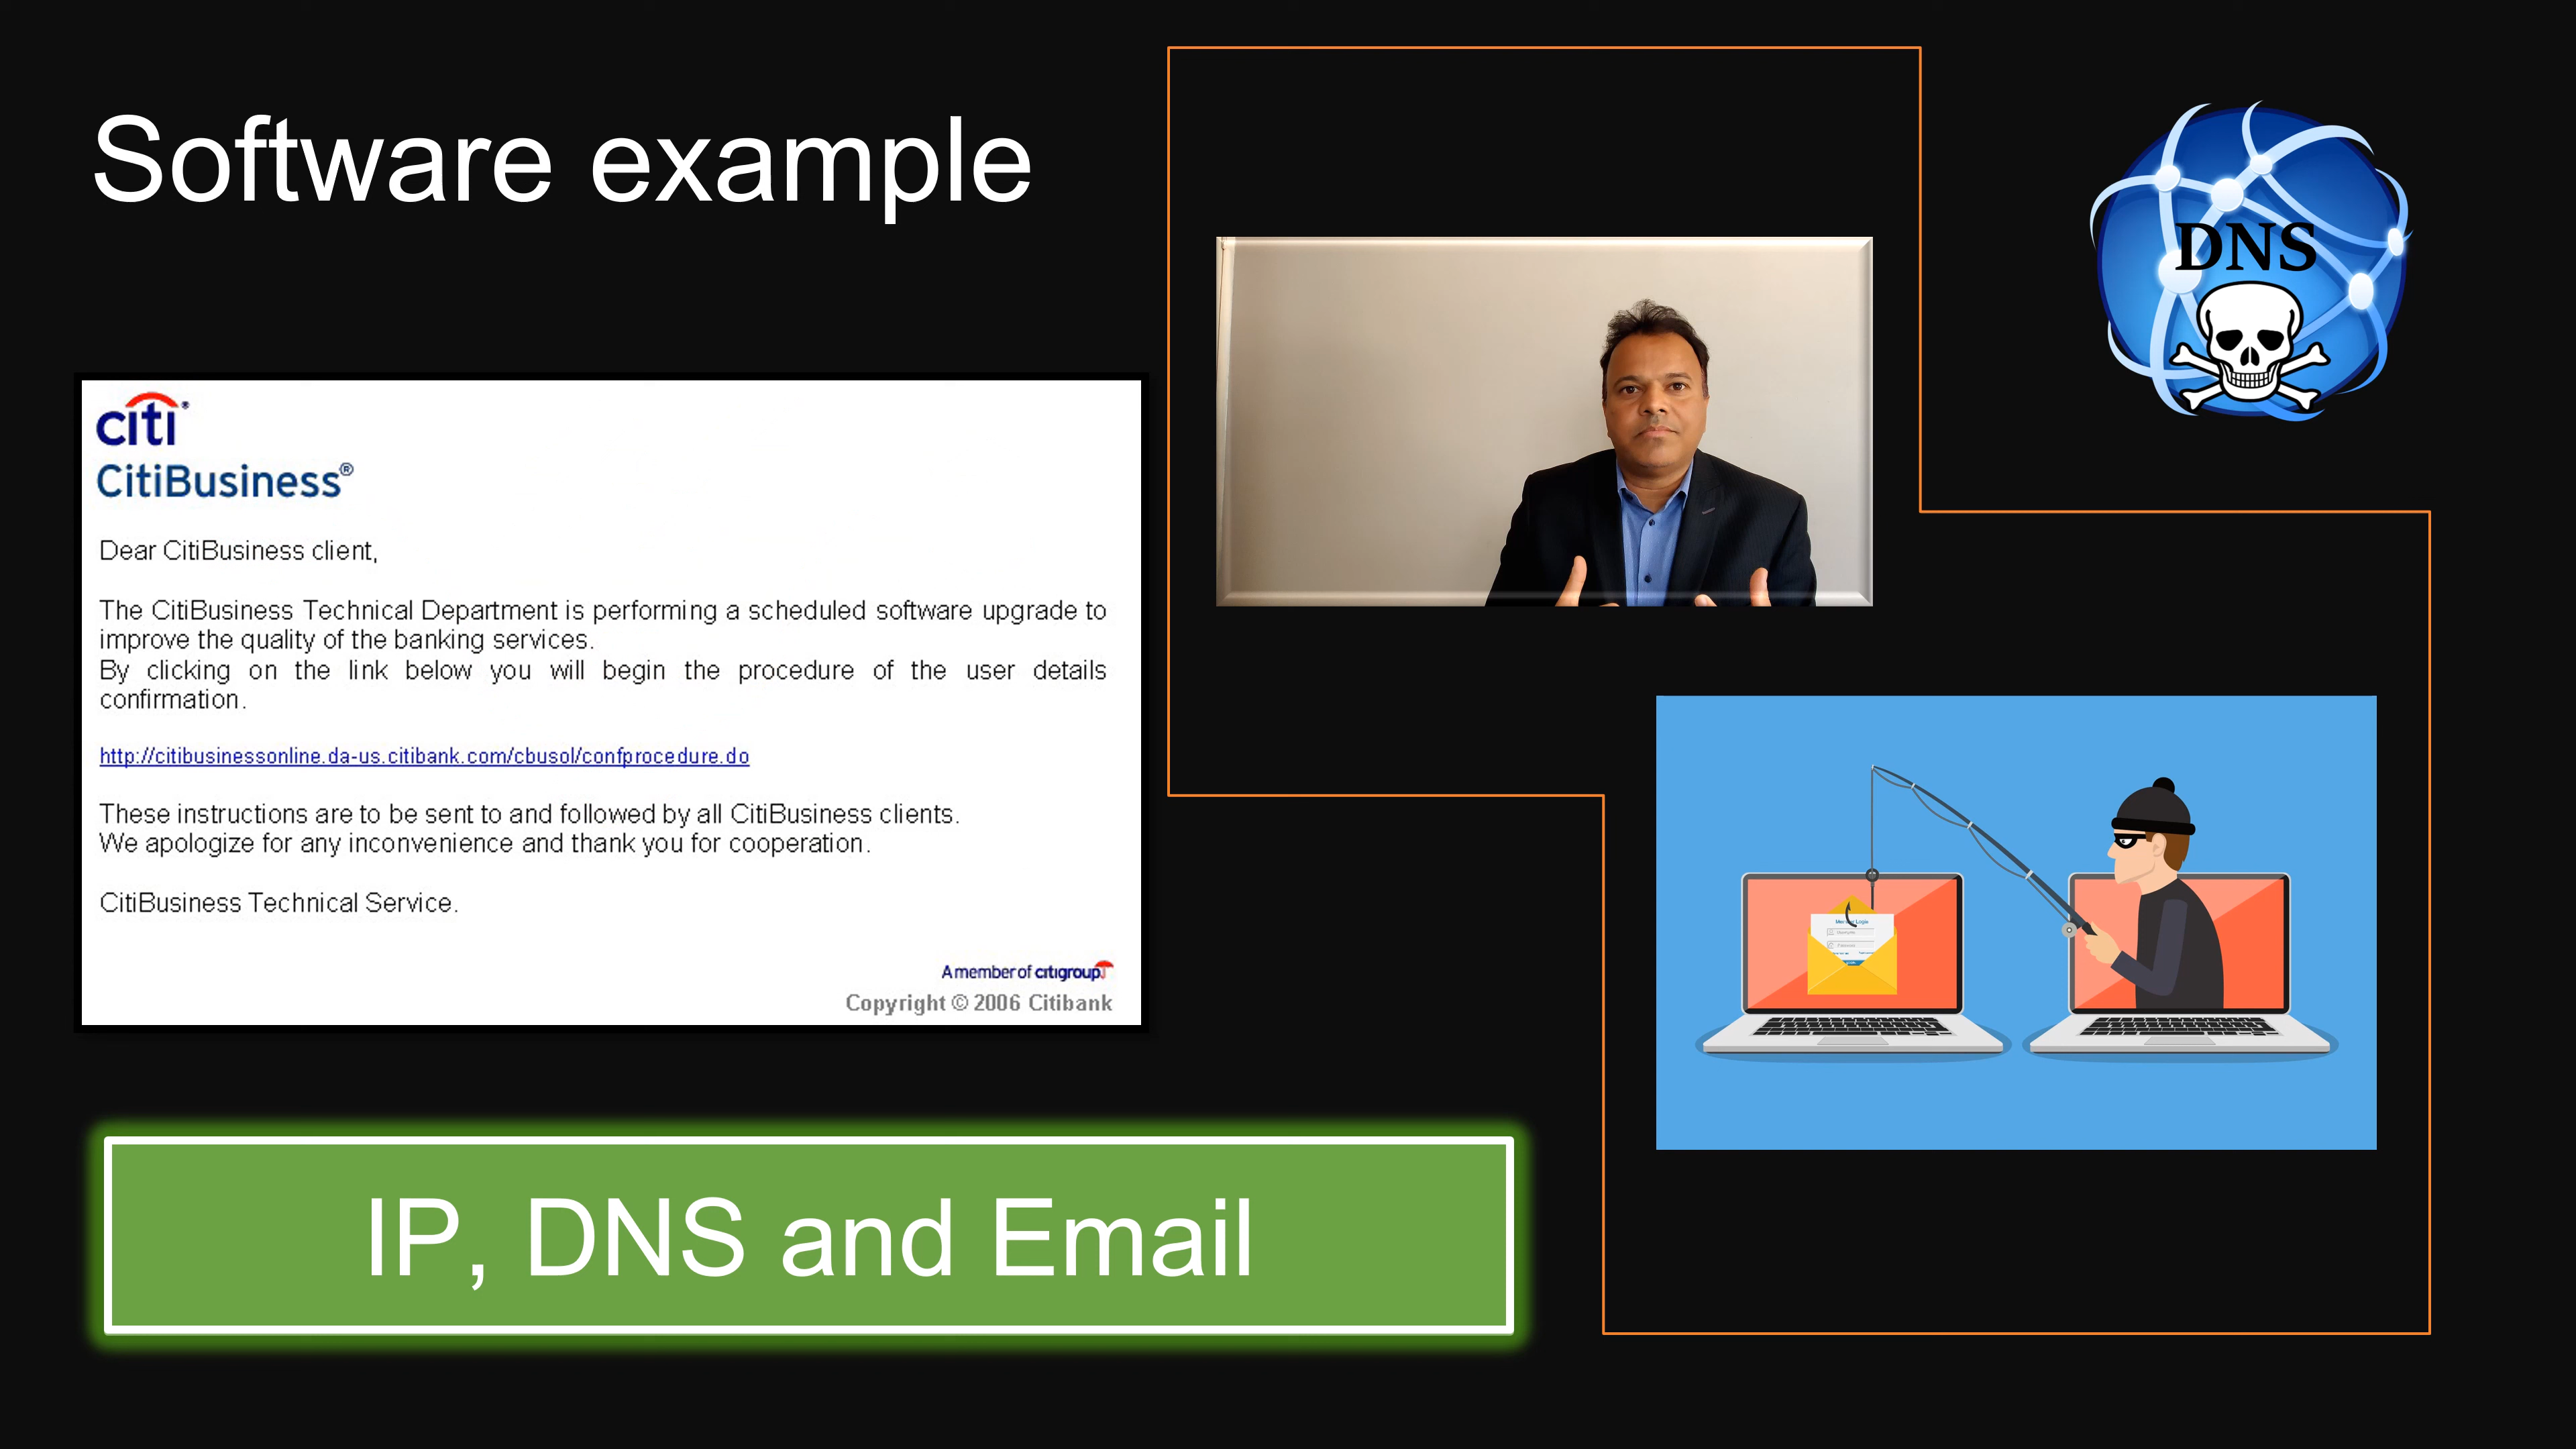 Software example
citi®
CitiBusiness®
Dear CitiBusiness client,
The CitiBusiness Technical Department is performing a scheduled software upgrade to
improve the quality of the banking services.
By clicking on the link below you will begin the procedure of the user details
confirmation.
http://citibusinessonline.da-us.citibank.com/cbusol/confprocedure.do
These instructions are to be sent to and followed by all CitiBusiness clients.
We apologize for any inconvenience and thank you for cooperation.
CitiBusiness Technical Service.
A member of citigroup
Copyright © 2006 Citibank
DNS
Login
IP, DNS and Email